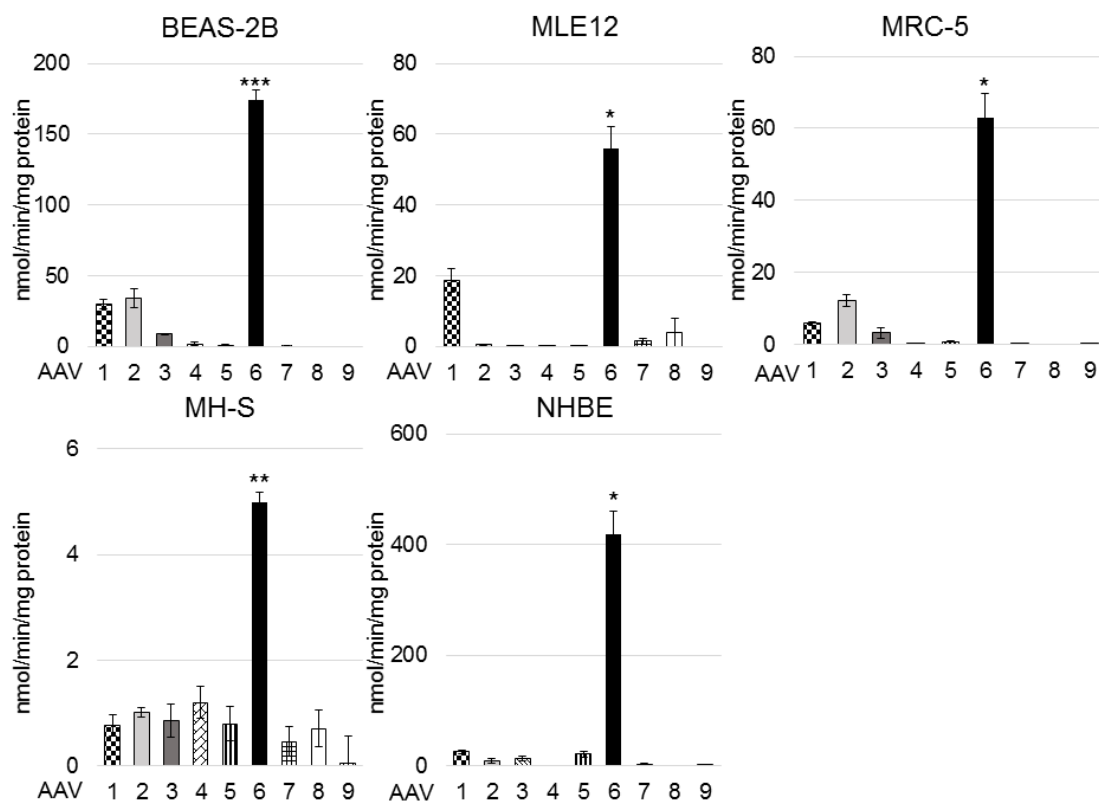 BEAS-2B
nmol/min/mg protein
200
150
100
50
0
***
AAV 1 2 3 4 5 6 7 8 9
MLE12
nmol/min/mg protein
80
60
40
20
0
*
AAV 1 2 3 4 5 6 7 8 9
MRC-5
nmol/min/mg protein
80
60
40
20
0
*
AAV 1 2 3 4 5 6 7 8 9
MH-S
nmol/min/mg protein
6
4
2
0
**
AAV 1 2 3 4 5 6 7 8 9
NHBE
nmol/min/mg protein
600
400
200
0
*
AAV 1 2 3 4 5 6 7 8 9